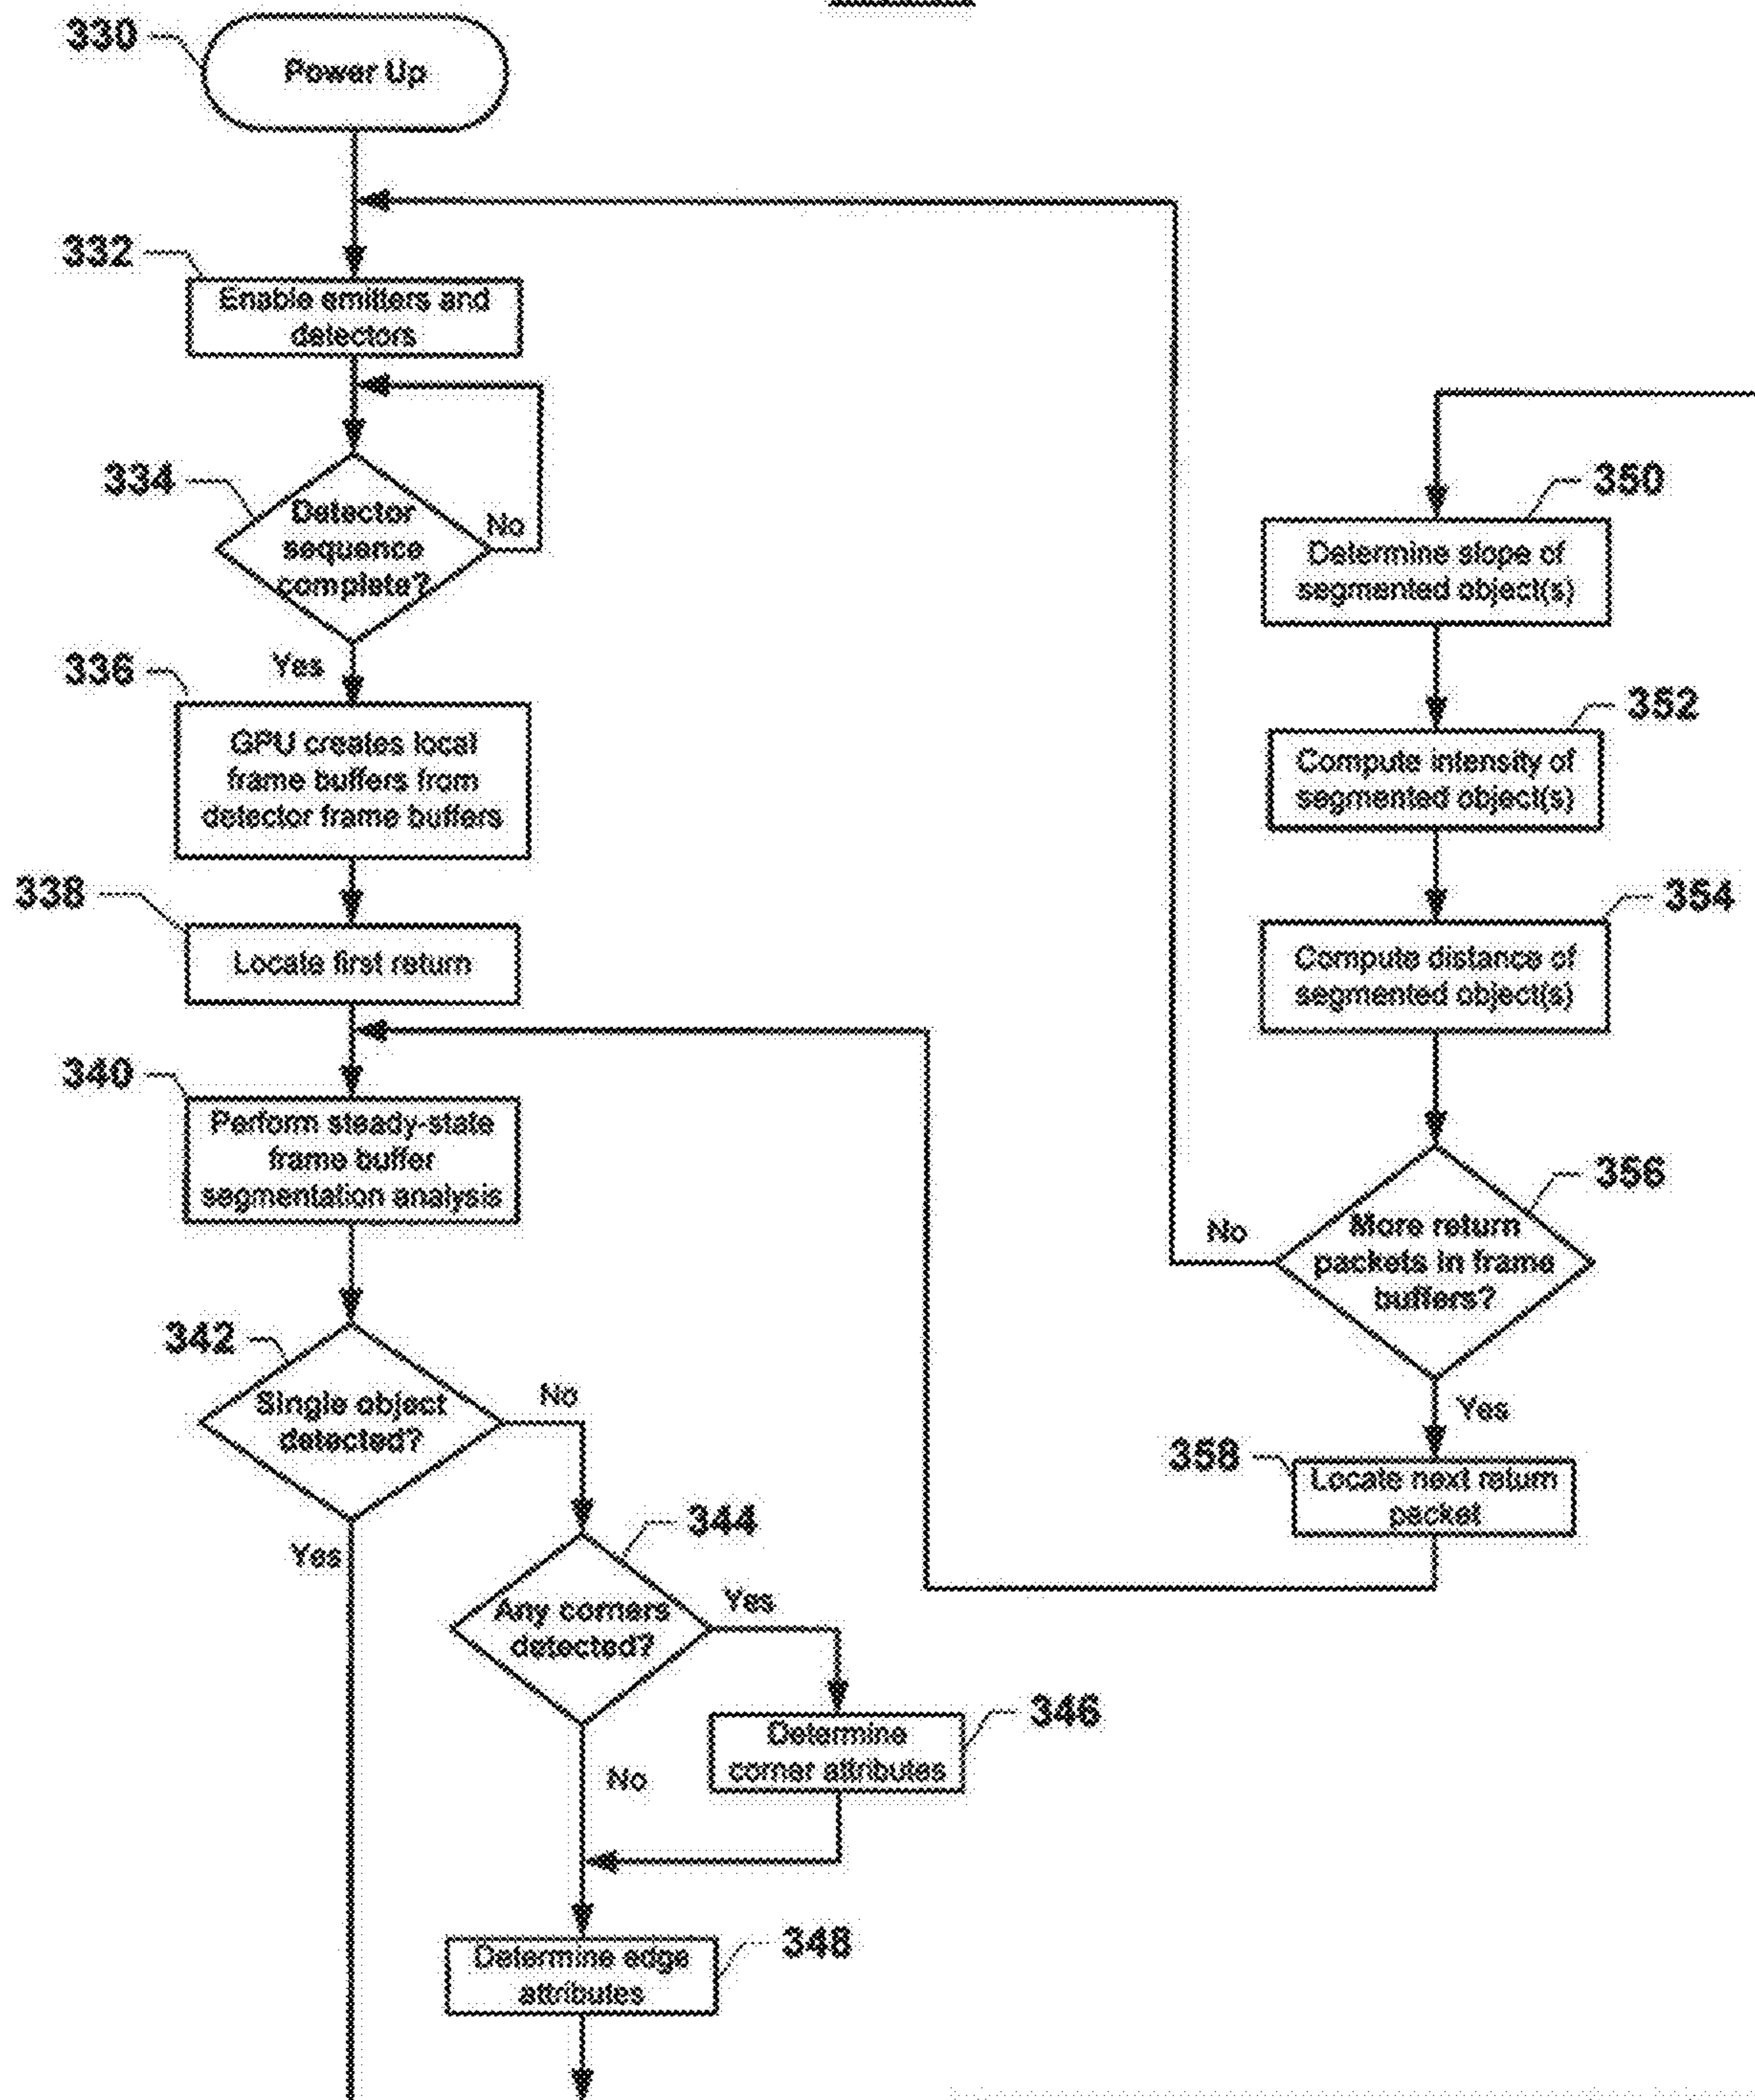 330
Power Up
332
Enable emitters and
detectors
334
Detector
sequence
complete?
No
Yes
336
GPU creates local
frame buffers from
detector frame buffers
338
Locate first return
340
Perform steady-state
frame buffer
segmentation analysis
342
Single object
detected?
No
Yes
344
Any corners
detected?
Yes
No
346
Determine
corner attributes
348
Determine edge
attributes
350
Determine slope of
segmented object(s)
352
Compute intensity of
segmented object(s)
354
Compute distance of
segmented object(s)
356
More return
packets in frame
buffers?
No
Yes
358
Locate next return
packet